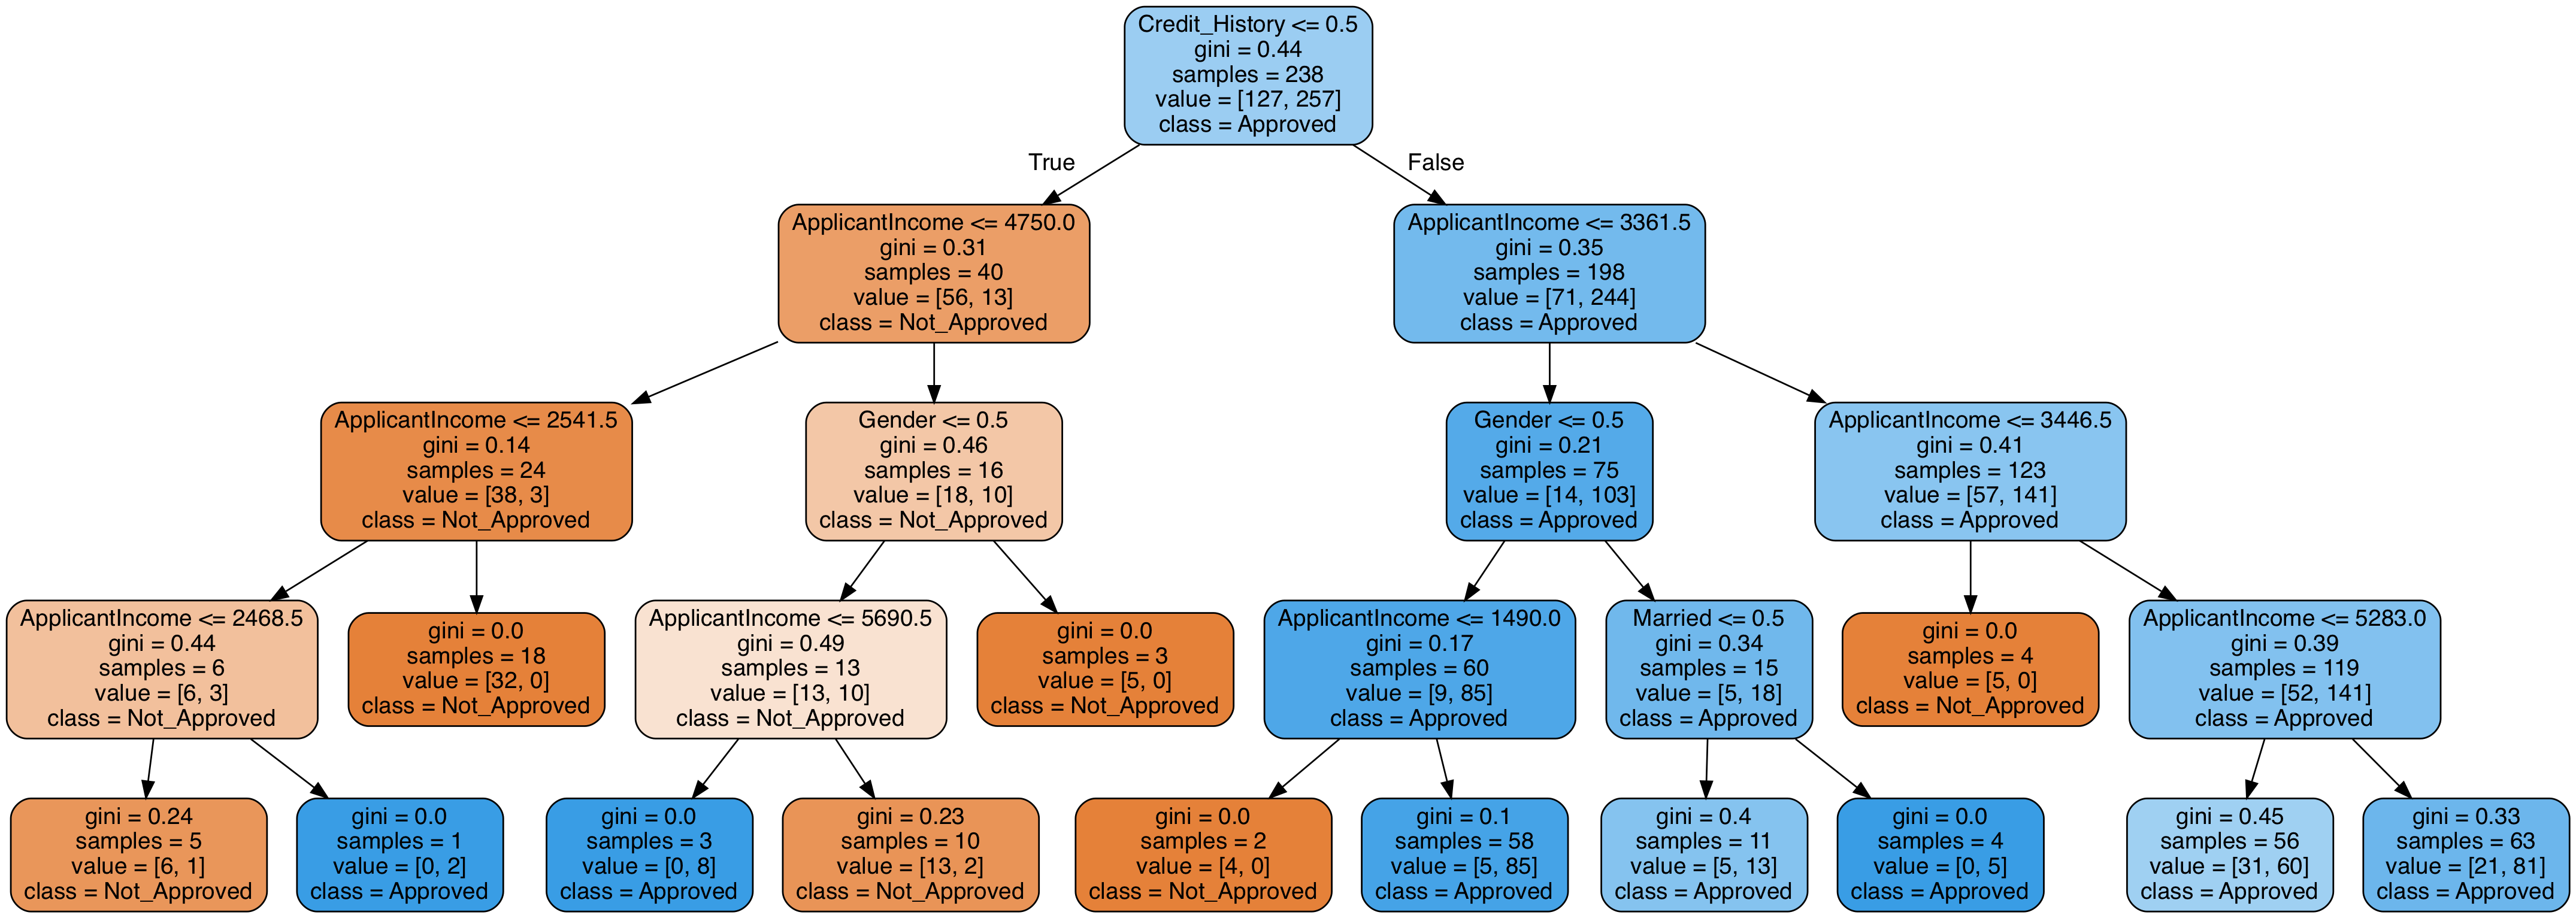 Credit_History <= 0.5
gini = 0.44
samples = 238
value = [127, 257]
class = Approved
True
False
ApplicantIncome <= 4750.0
gini = 0.31
samples = 40
value = [56, 13]
class = Not_Approved
ApplicantIncome <= 3361.5
gini = 0.35
samples = 198
value = [71, 244]
class = Approved
ApplicantIncome <= 2541.5
gini = 0.14
samples = 24
value = [38, 3]
class = Not_Approved
Gender <= 0.5
gini = 0.46
samples = 16
value = [18, 10]
class = Not_Approved
Gender <= 0.5
gini = 0.21
samples = 75
value = [14, 103]
class = Approved
ApplicantIncome <= 3446.5
gini = 0.41
samples = 123
value = [57, 141]
class = Approved
ApplicantIncome <= 2468.5
gini = 0.44
samples = 6
value = [6, 3]
class = Not_Approved
gini = 0.0
samples = 18
value = [32, 0]
class = Not_Approved
ApplicantIncome <= 5690.5
gini = 0.49
samples = 13
value = [13, 10]
class = Not_Approved
gini = 0.0
samples = 3
value = [5, 0]
class = Not_Approved
ApplicantIncome <= 1490.0
gini = 0.17
samples = 60
value = [9, 85]
class = Approved
Married <= 0.5
gini = 0.34
samples = 15
value = [5, 18]
class = Approved
gini = 0.0
samples = 4
value = [5, 0]
class = Not_Approved
ApplicantIncome <= 5283.0
gini = 0.39
samples = 119
value = [52, 141]
class = Approved
gini = 0.24
samples = 5
value = [6, 1]
class = Not_Approved
gini = 0.0
samples = 1
value = [0, 2]
class = Approved
gini = 0.0
samples = 3
value = [0, 8]
class = Approved
gini = 0.23
samples = 10
value = [13, 2]
class = Not_Approved
gini = 0.0
samples = 2
value = [4, 0]
class = Not_Approved
gini = 0.1
samples = 58
value = [5, 85]
class = Approved
gini = 0.4
samples = 11
value = [5, 13]
class = Approved
gini = 0.0
samples = 4
value = [0, 5]
class = Approved
gini = 0.45
samples = 56
value = [31, 60]
class = Approved
gini = 0.33
samples = 63
value = [21, 81]
class = Approved